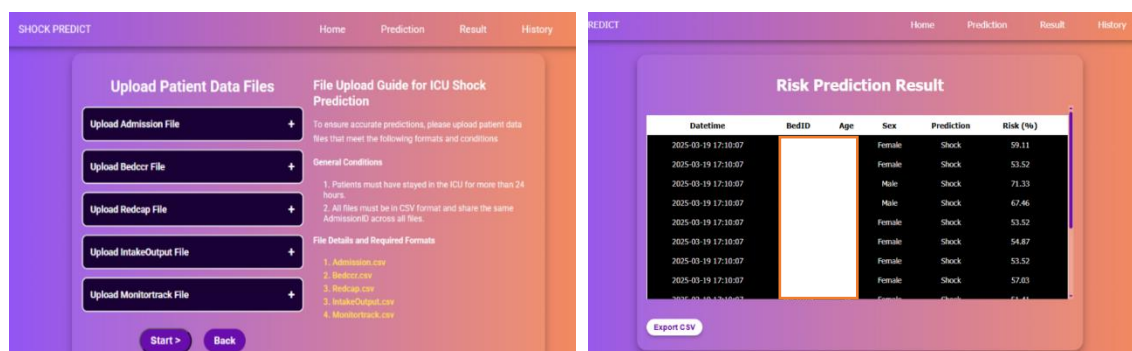 SHOCK PREDICT
Home Prediction Result History
Upload Patient Data Files
Upload Admission File +
Upload Bedccr File +
Upload Redcap File +
Upload IntakeOutput File +
Upload Monitortrack File +
Start >
Back
File Upload Guide for ICU Shock
Prediction
To ensure accurate predictions, please upload patient data
files that meet the following formats and conditions
General Conditions
1. Patients must have stayed in the ICU for more than 24
hours.
2. All files must be in CSV format and share the same
AdmissionID across all files.
File Details and Required Formats
1. Admission.csv
2. Bedccr.csv
3. Redcap.csv
3. IntakeOutput.csv
4. Monitortrack.csv
REDICT
Home Prediction Result History
Risk Prediction Result
Datetime BedID Age Sex Prediction Risk (%)
2025-03-19 17:10:07 Female Shock 59.11
2025-03-19 17:10:07 Female Shock 53.52
2025-03-19 17:10:07 Male Shock 71.33
2025-03-19 17:10:07 Male Shock 67.46
2025-03-19 17:10:07 Female Shock 53.52
2025-03-19 17:10:07 Female Shock 54.87
2025-03-19 17:10:07 Female Shock 53.52
2025-03-19 17:10:07 Female Shock 57.03
Export CSV